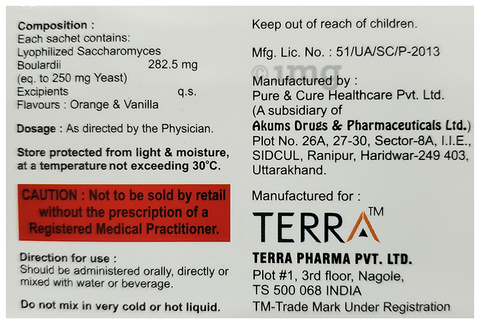 Composition :
Each sachet contains:
Lyophilized Saccharomyces
Boulardii 282.5 mg
(eq. to 250 mg Yeast)
Excipients q.s.
Flavours : Orange & Vanilla
Dosage : As directed by the Physician.
Store protected from light & moisture,
at a temperature not exceeding 30°C.
CAUTION : Not to be sold by retail
without the prescription of a
Registered Medical Practitioner.
Direction for use :
Should be administered orally, directly or
mixed with water or beverage.
Do not mix in very cold or hot liquid.
Keep out of reach of children.
Mfg. Lic. No. : 51/UA/SC/P-2013
1mg
Manufactured by :
Pure & Cure Healthcare Pvt. Ltd.
(A subsidiary of
Akums Drugs & Pharmaceuticals Ltd.)
Plot No. 26A, 27-30, Sector-8A, I.I.E.,
SIDCUL, Ranipur, Haridwar-249 403,
Uttarakhand.
Manufactured for :
TERRA™
TERRA PHARMA PVT. LTD.
Plot #1, 3rd floor, Nagole,
TS 500 068 INDIA
TM-Trade Mark Under Registration